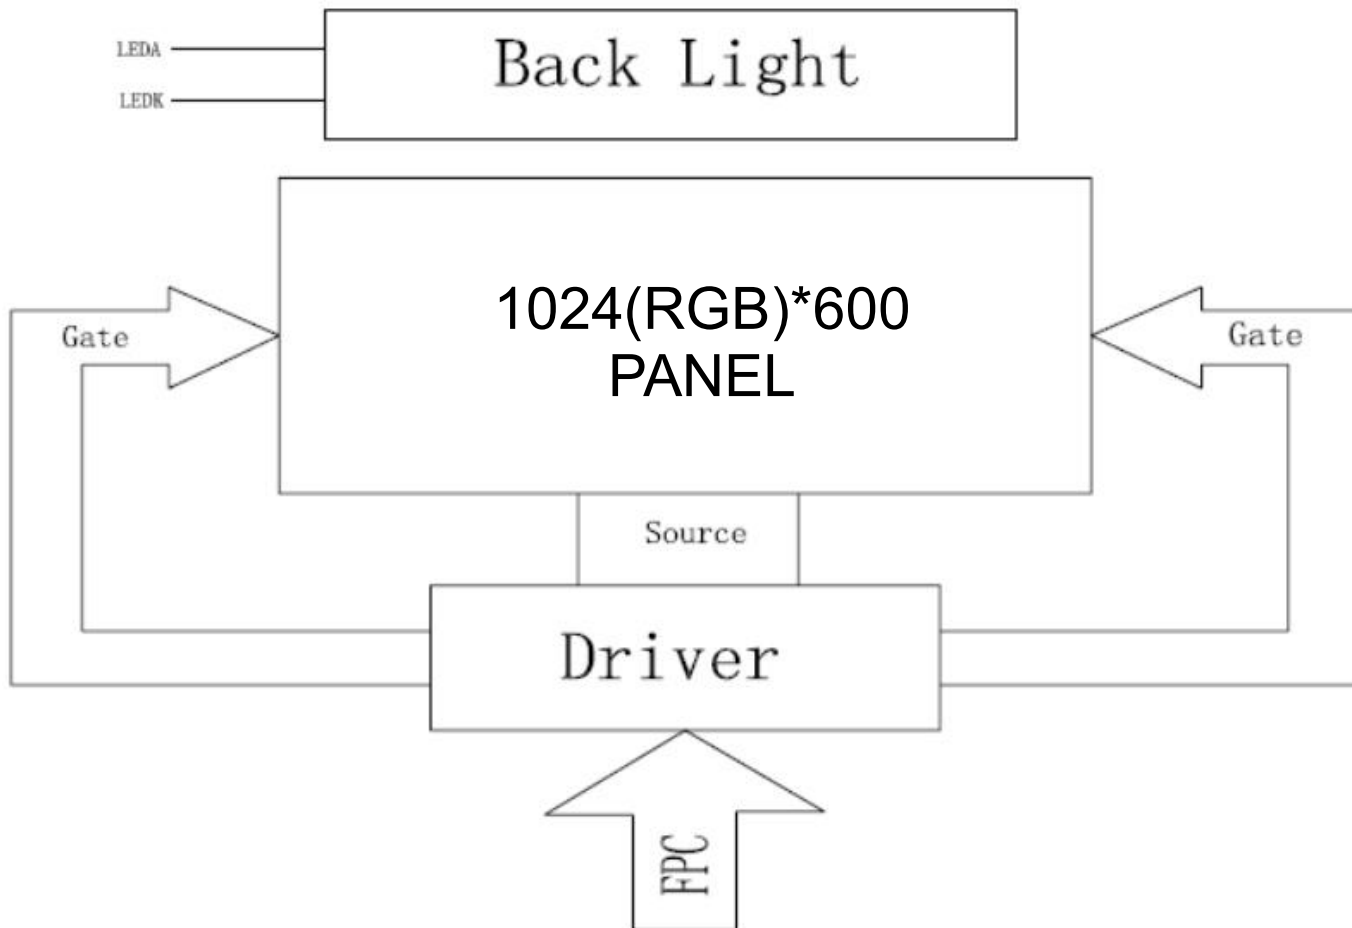 LEDA
Back Light
LEDK
1024(RGB)*600
PANEL
Gate
Gate
Source
Driver
FPC